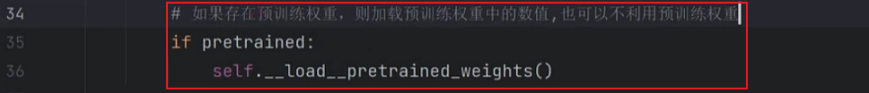 34 # 如果存在预训练权重，则加载预训练权重中的数值,也可以不利用预训练权重
35 if pretrained:
36 self.__load__pretrained_weights()